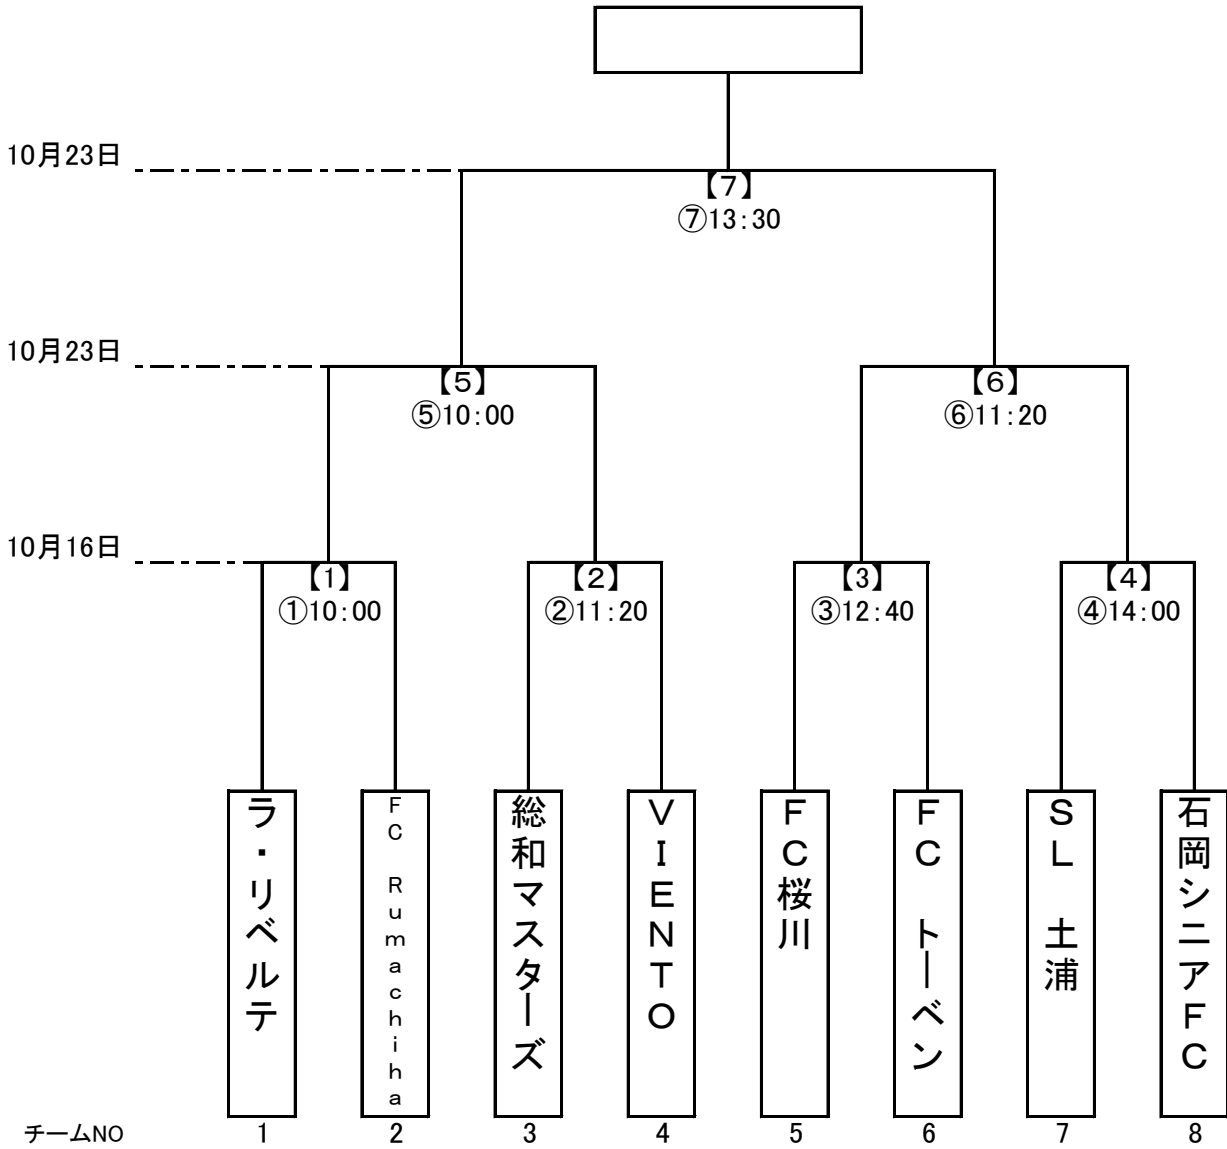 10月23日
【7】
⑦13:30
10月23日
【5】
⑤10:00
【6】
⑥11:20
10月16日
【1】
①10:00
【2】
②11:20
【3】
③12:40
【4】
④14:00
ラ・リベルテ
FC Rumachiha
総和マスターズ
VIENTO
FC桜川
FC トーベン
SL 土浦
石岡シニアFC
チームNO 1 2 3 4 5 6 7 8